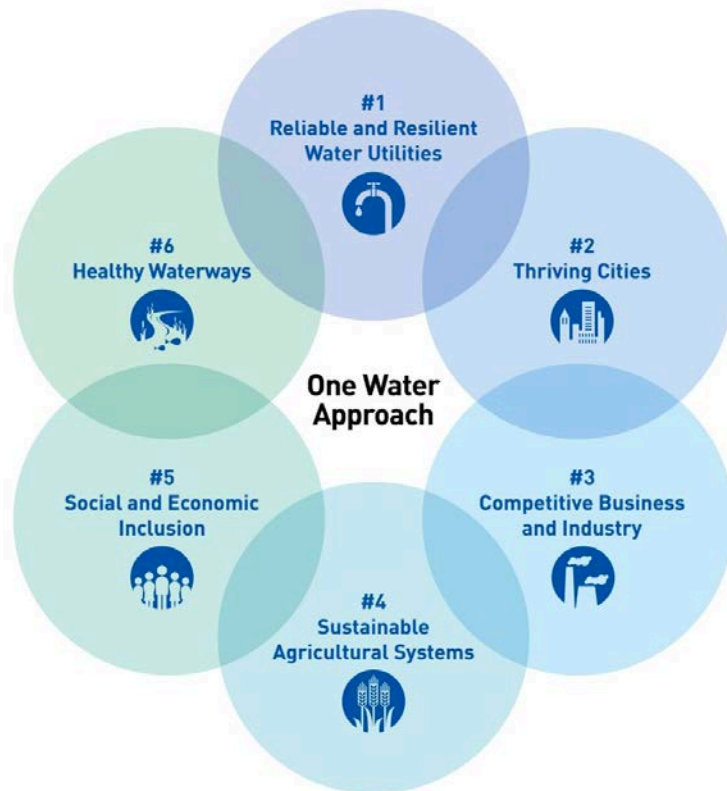 #1
Reliable and Resilient
Water Utilities
#2
Thriving Cities
#3
Competitive Business
and Industry
#4
Sustainable
Agricultural Systems
#5
Social and Economic
Inclusion
#6
Healthy Waterways
One Water
Approach